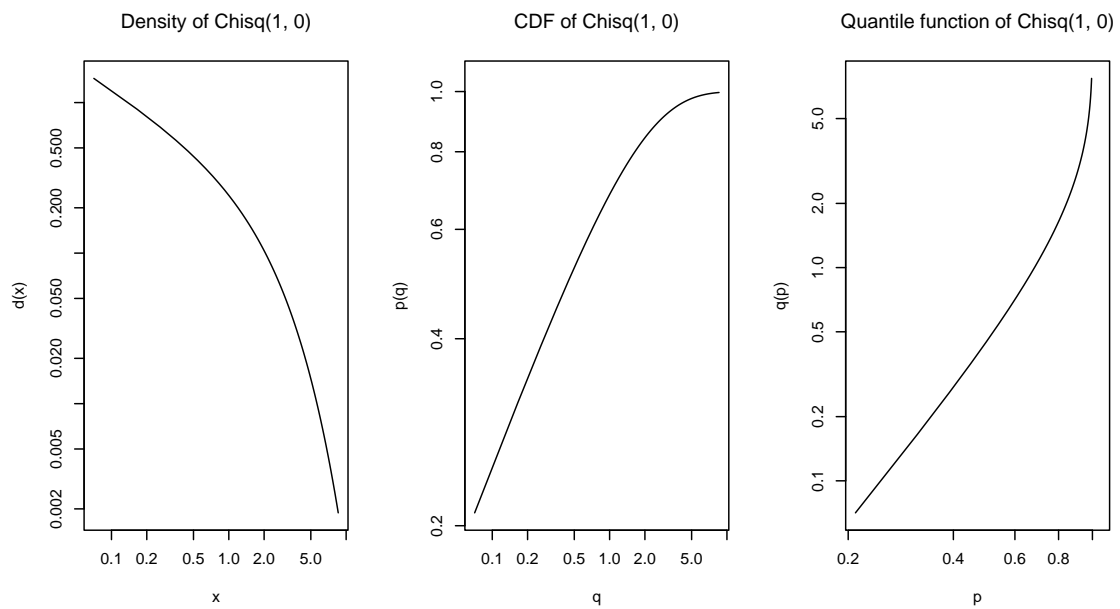 Density of Chisq(1, 0)
d(x)
0.500
0.200
0.050
0.020
0.005
0.002
0.1 0.2 0.5 1.0 2.0 5.0
x
CDF of Chisq(1, 0)
p(q)
1.0
0.8
0.6
0.4
0.2
0.1 0.2 0.5 1.0 2.0 5.0
q
Quantile function of Chisq(1, 0)
q(p)
5.0
2.0
1.0
0.5
0.2
0.1
0.2 0.4 0.6 0.8
p